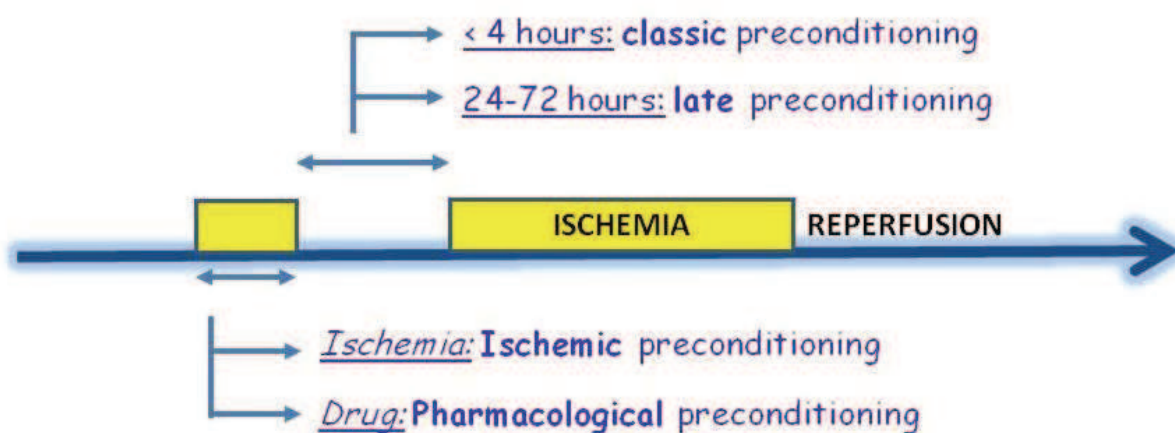 < 4 hours: classic preconditioning
24-72 hours: late preconditioning
ISCHEMIA REPERFUSION
Ischemia: Ischemic preconditioning
Drug: Pharmacological preconditioning